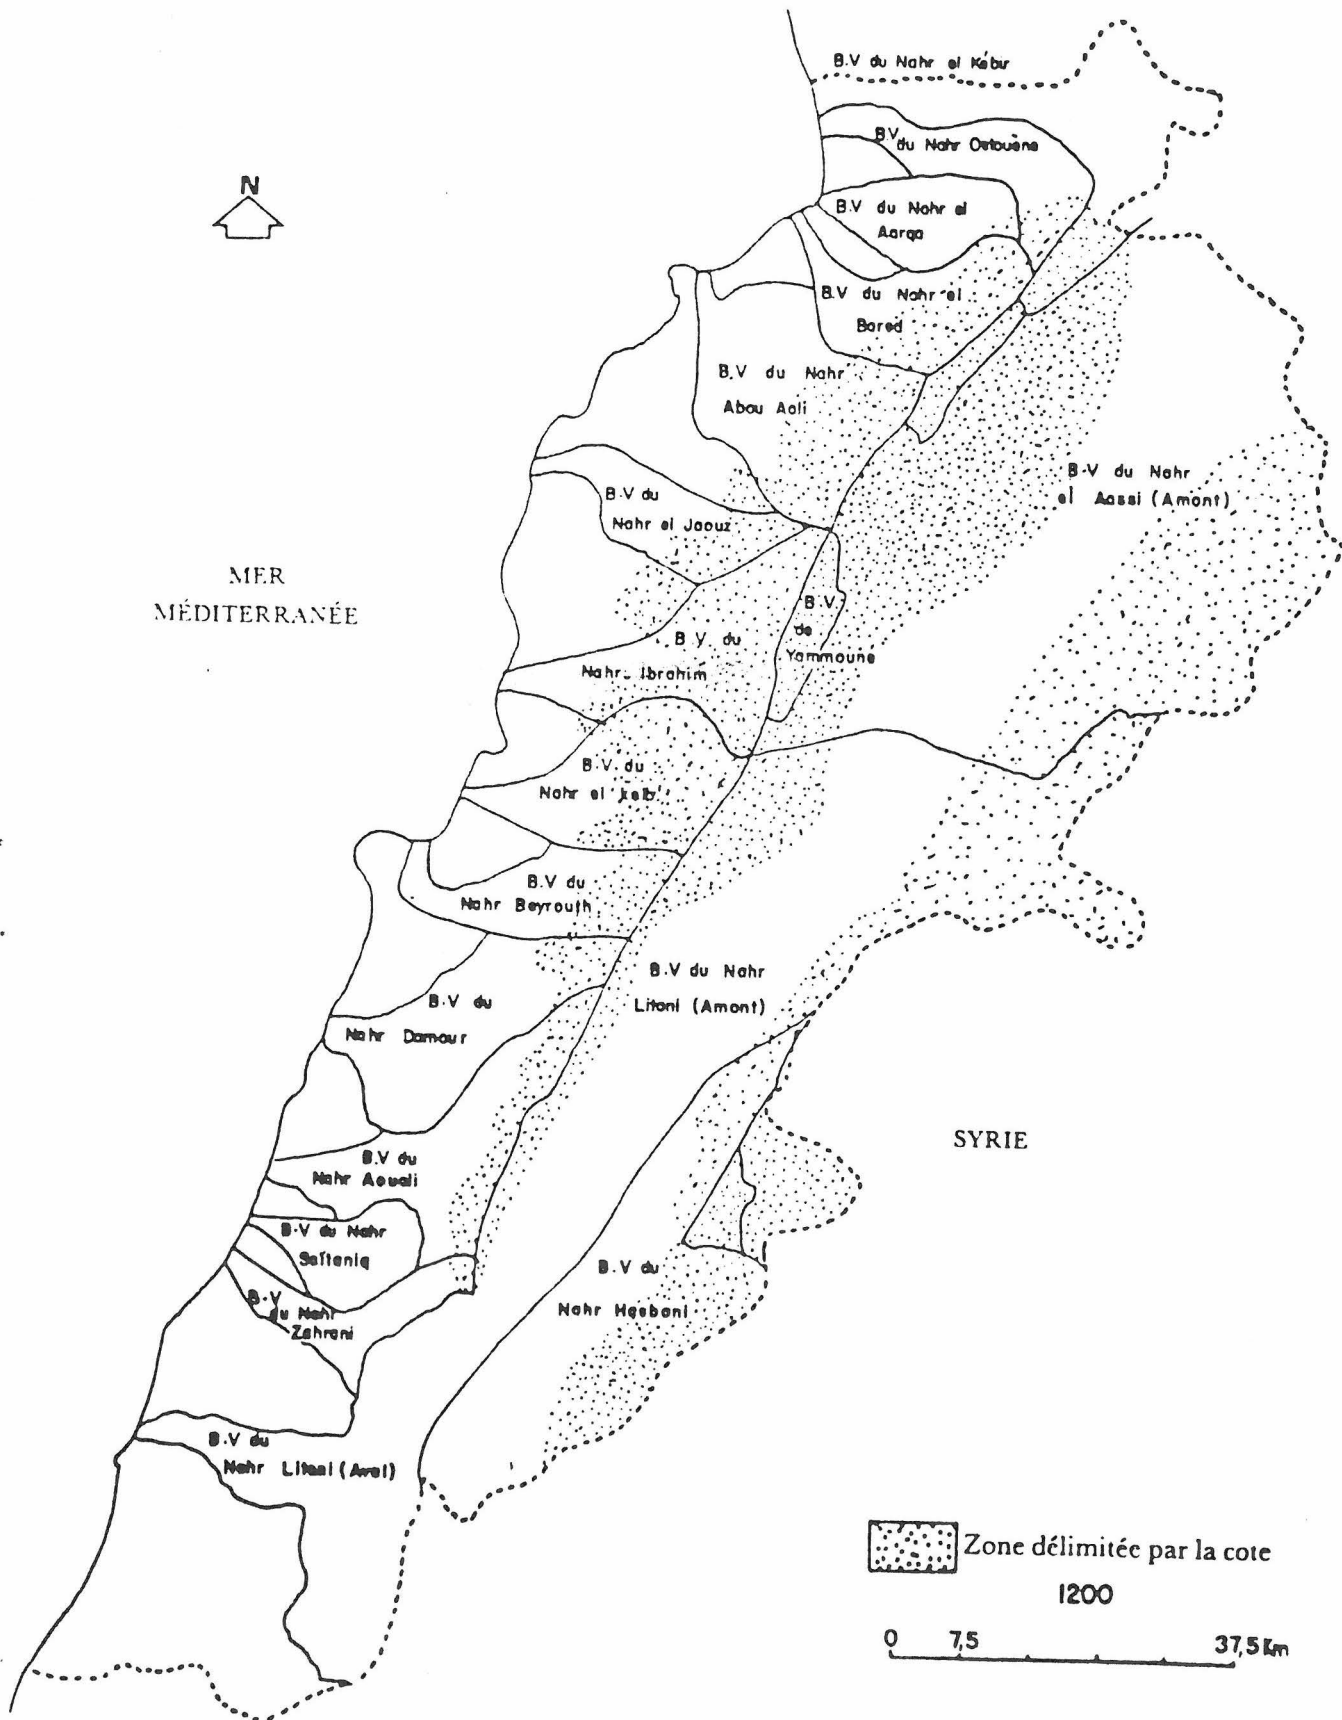 B.V du Nahr el Kébir
B.V
du Nahr Ostouène
N
B.V du Nahr el
Aarqa
B.V du Nahr el
Bared
B.V du Nahr
Abou Aali
B.V du Nahr
el Aassi (Amont)
B.V du
Nahr el Jaouz
MER
MÉDITERRANÉE
B.V.
de
Yammoune
B.V. du
Nahr Ibrahim
B.V. du
Nahr el Kelb
B.V du
Nahr Beyrouth
B.V du Nahr
Litani (Amont)
B.V du
Nahr Damour
SYRIE
B.V du
Nahr Aouali
B.V du Nahr
Saïtaniq
B.V du
Nahr Hasbani
B.V
du Nahr
Zahrani
B.V du
Nahr Litani (Aval)
Zone délimitée par la cote
1200
0 7,5 37,5 Km